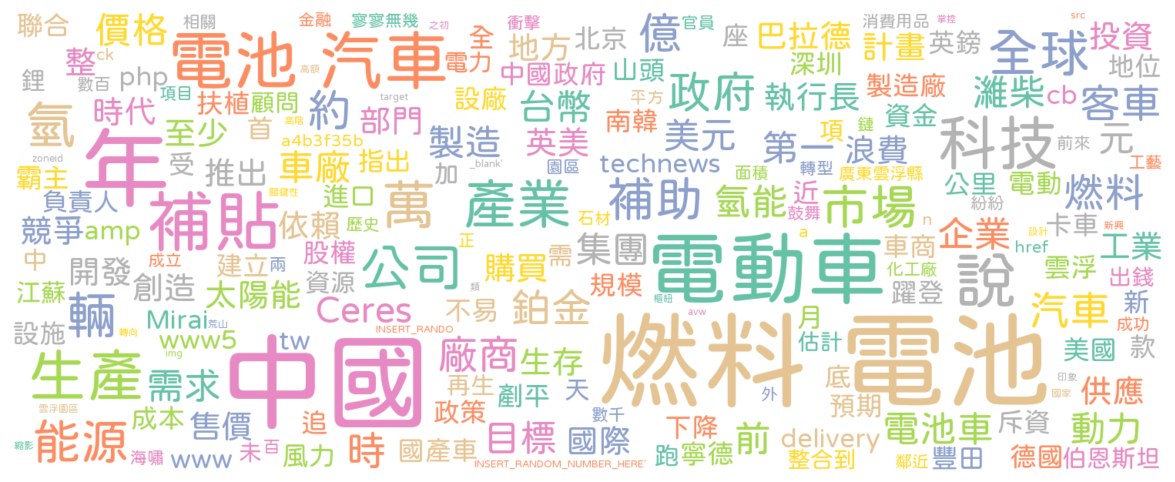 聯合 價格 相關 金融 寥寥無幾 之初 衝擊 億 官員 座 巴拉德 消費用品 掌控 src
整 ck 電池 汽車 電力 全 地方 北京 深圳 計畫 英鎊 全球 投資
鋰 數百 php 項目 高額 中國政府 山頭 政府 執行長 製造廠 地位
氫 時代 扶植 顧問 約 target 設廠 台幣 平方 資金 濰柴 cb 客車
至少 首 a4b3f35b 高階 部門 製造 英美 南韓 美元 第一 項 浪費 鏈 科技 元 前來
zoneid 年 受 推出 車廠 指出 加 _blank' 園區 technews 面積 轉型 廣東雲浮縣 工藝
霸主 負責人 補貼 關鍵性 進口 萬 產業 補助 氫能 近 鼓舞 市場 公里 電動 紛紛 燃料
競爭 amp 依賴 歷史 石材 a n 企業 卡車 新興 設計
中 成立 股權 正 需 集團 電動車 車商 href 工業
開發 建立 兩 資源 公司 購買 規模 化工廠 說 雲浮 出錢
江蘇 創造 太陽能 類 不易 鉑金 樞紐 躍登 汽車 新
輛 Mirai 荒山 Ceres avw 月 成功
設施 www5 轉向 tw INSERT_RANDO 燃料 電池 外 估計 美國 款
生產 img 需求 中國 廠商 生存 底 印象
雲浮園區 再生 剷平 天 預期 國家 供應
能源 成本 售價 追 政策 數千 下降 前 電池車 斥資 動力
縮影 海嘯 www 未 百 風力 時 國產車 目標 國際 跑 寧德 delivery 整合到 鄰近 豐田 德國 伯恩斯坦
INSERT_RANDOM_NUMBER_HERE'